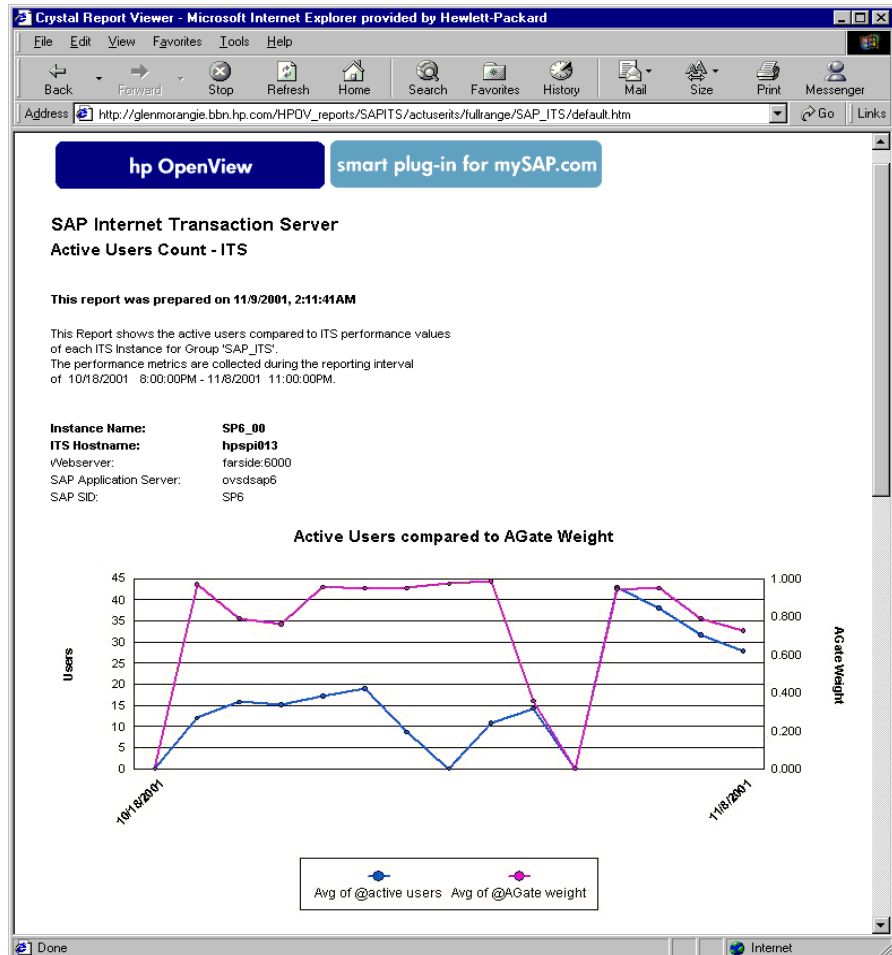 Crystal Report Viewer - Microsoft Internet Explorer provided by Hewlett-Packard
File Edit View Favorites Tools Help
Back Forward Stop Refresh Home Search Favorites History Mail Size Print Messenger
Address http://glenmorangie.bbn.hp.com/HPOV_reports/SAPITS/actuserits/fullrange/SAP_ITS/default.htm Go Links
hp OpenView smart plug-in for mySAP.com
SAP Internet Transaction Server
Active Users Count - ITS
This report was prepared on 11/9/2001, 2:11:41AM
This Report shows the active users compared to ITS performance values
of each ITS Instance for Group 'SAP_ITS'.
The performance metrics are collected during the reporting interval
of 10/18/2001 8:00:00PM - 11/8/2001 11:00:00PM.
Instance Name: SP6_00
ITS Hostname: hpspi013
Webserver: farside:6000
SAP Application Server: ovsdsap6
SAP SID: SP6
Active Users compared to AGate Weight
45 1.000
40
35 0.800
30
25 0.600
20 0.400
15
10 0.200
5
0 0.000
Users
AGate Weight
10/18/2001 11/8/2001
Avg of @active users Avg of @AGate weight
Done Internet